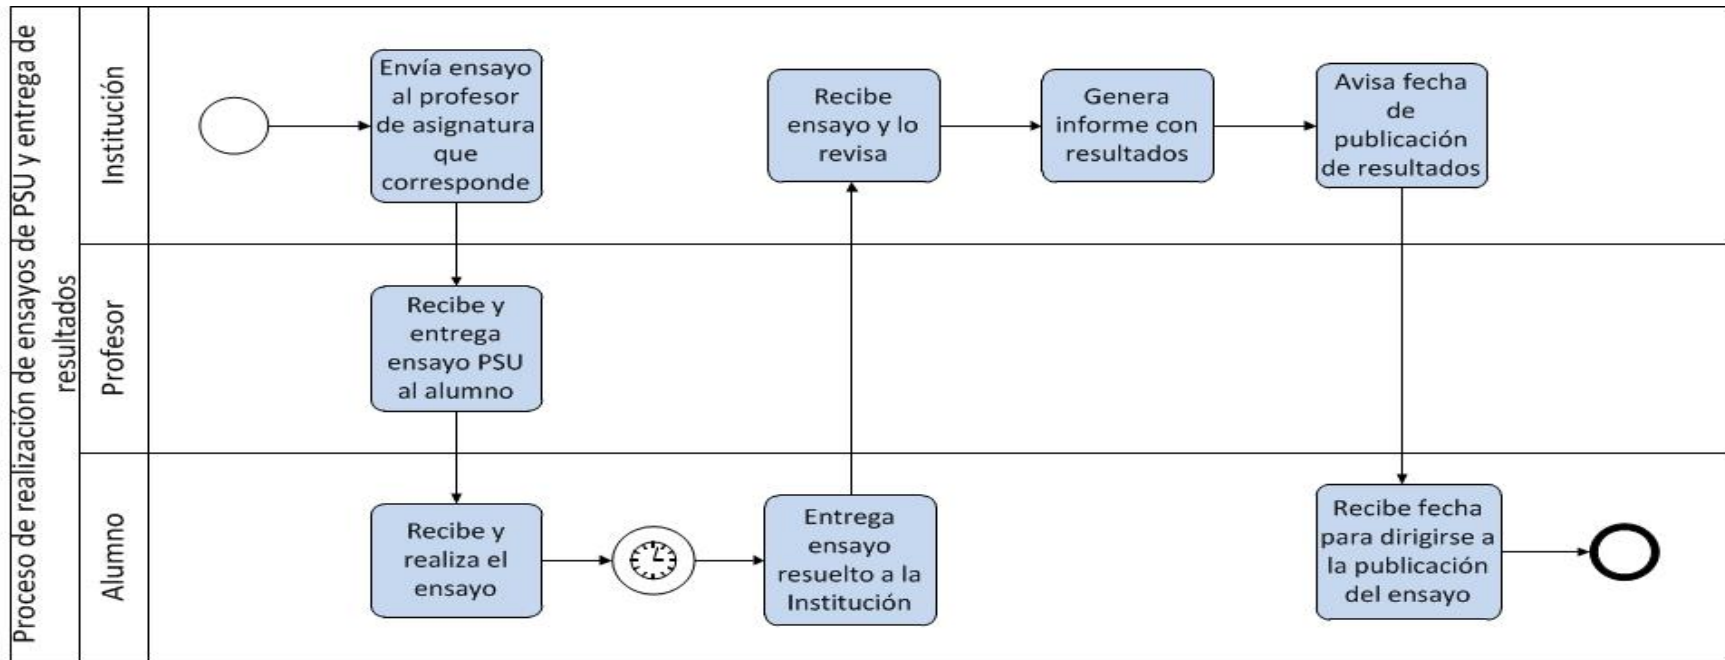 Proceso de realización de ensayos de PSU y entrega de
resultados
Institución
Envía ensayo
al profesor
de asignatura
que
corresponde
Recibe
ensayo y lo
revisa
Genera
informe con
resultados
Avisa fecha
de
publicación
de resultados
Profesor
Recibe y
entrega
ensayo PSU
al alumno
Alumno
Recibe y
realiza el
ensayo
Entrega
ensayo
resuelto a la
Institución
Recibe fecha
para dirigirse a
la publicación
del ensayo